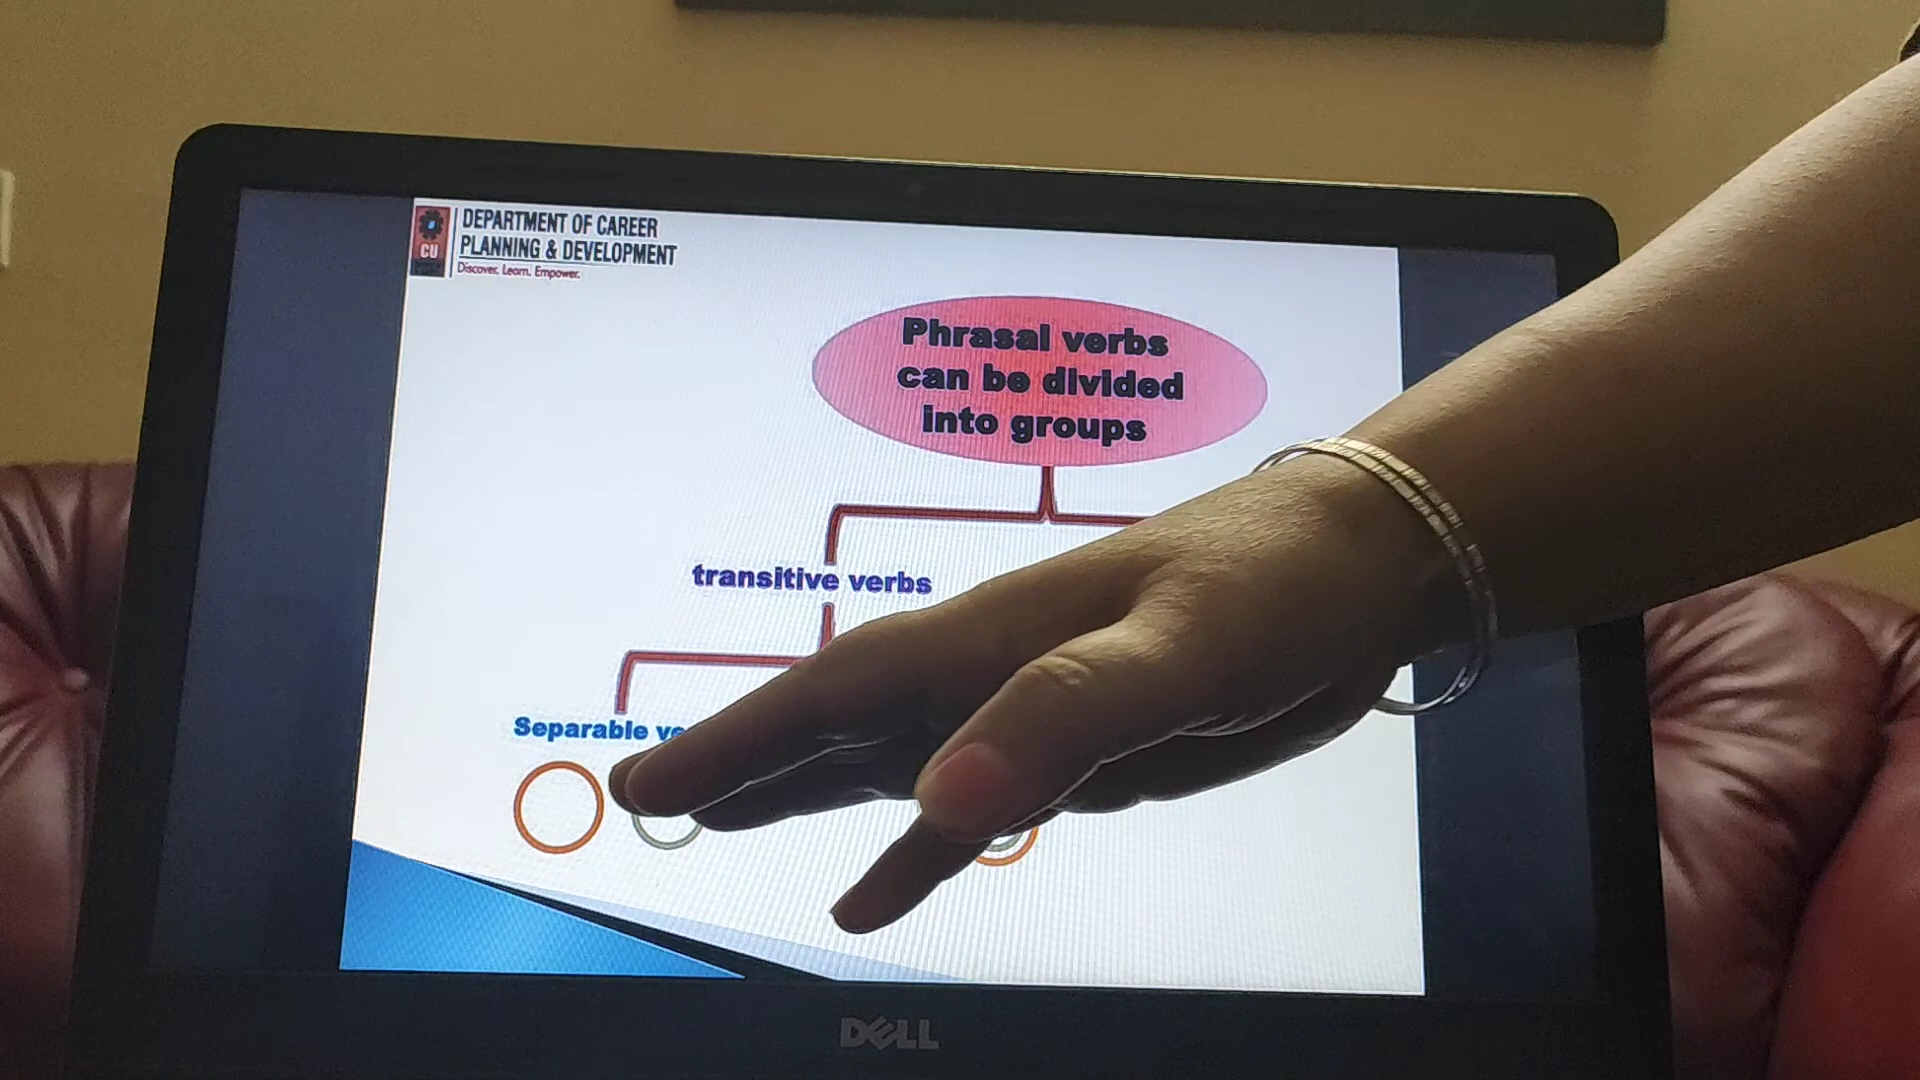 DEPARTMENT OF CAREER
PLANNING & DEVELOPMENT
Discover. Learn. Empower.
CU
Phrasal verbs
can be divided
into groups
transitive verbs
Separable
DELL